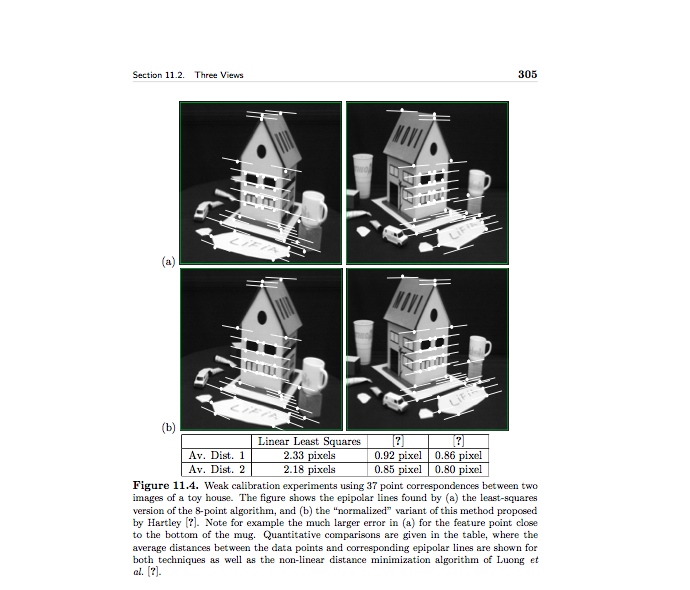 Section 11.2. Three Views 305
MOVI
LIFIA
(a)
MOVI
LIFIA
(b)
Linear Least Squares [?] [?]
Av. Dist. 1 2.33 pixels 0.92 pixel 0.86 pixel
Av. Dist. 2 2.18 pixels 0.85 pixel 0.80 pixel
Figure 11.4. Weak calibration experiments using 37 point correspondences between two
images of a toy house. The figure shows the epipolar lines found by (a) the least-squares
version of the 8-point algorithm, and (b) the “normalized” variant of this method proposed
by Hartley [?]. Note for example the much larger error in (a) for the feature point close
to the bottom of the mug. Quantitative comparisons are given in the table, where the
average distances between the data points and corresponding epipolar lines are shown for
both techniques as well as the non-linear distance minimization algorithm of Luong et
al. [?].